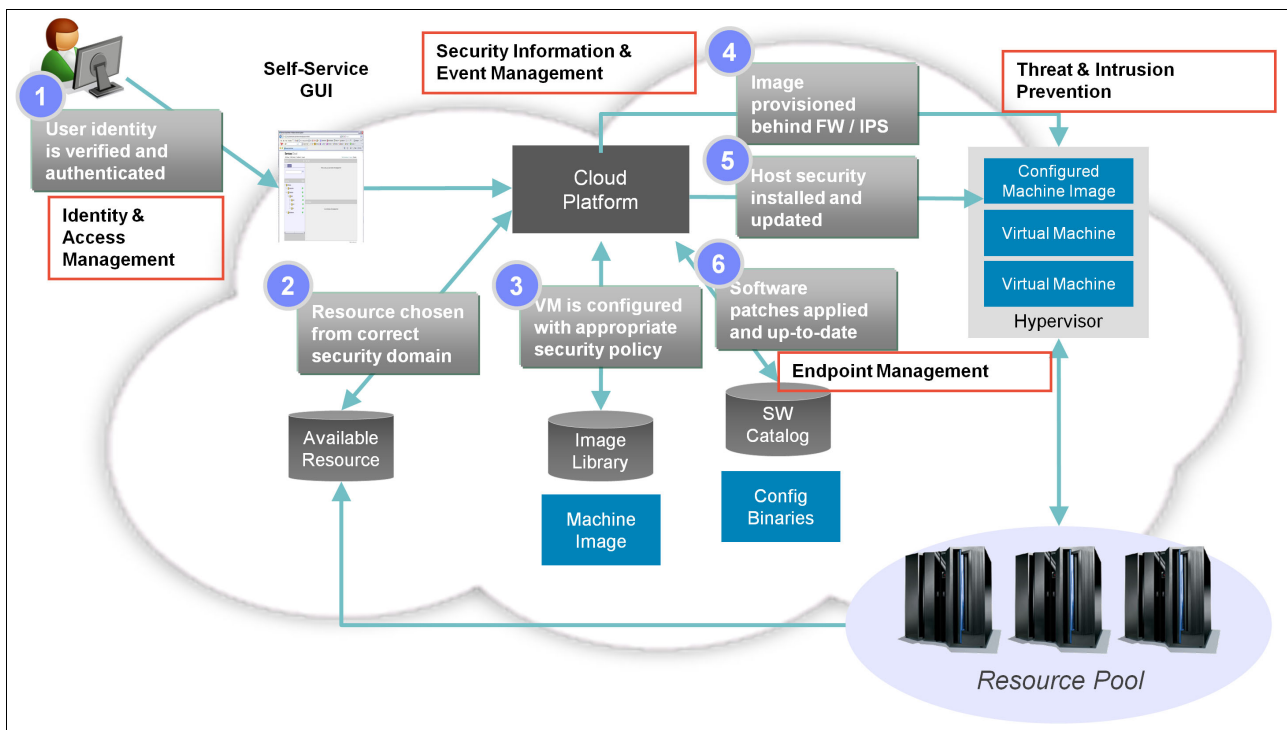 1
User identity
is verified and
authenticated
Identity &
Access
Management
Self-Service
GUI
Security Information &
Event Management
4
Image
provisioned
behind FW / IPS
Threat & Intrusion
Prevention
5
Host security
installed and
updated
Cloud
Platform
Configured
Machine Image
Virtual Machine
Virtual Machine
Hypervisor
2
Resource chosen
from correct
security domain
3
VM is configured
with appropriate
security policy
6
Software
patches applied
and up-to-date
Endpoint Management
Available
Resource
Image
Library
SW
Catalog
Machine
Image
Config
Binaries
Resource Pool